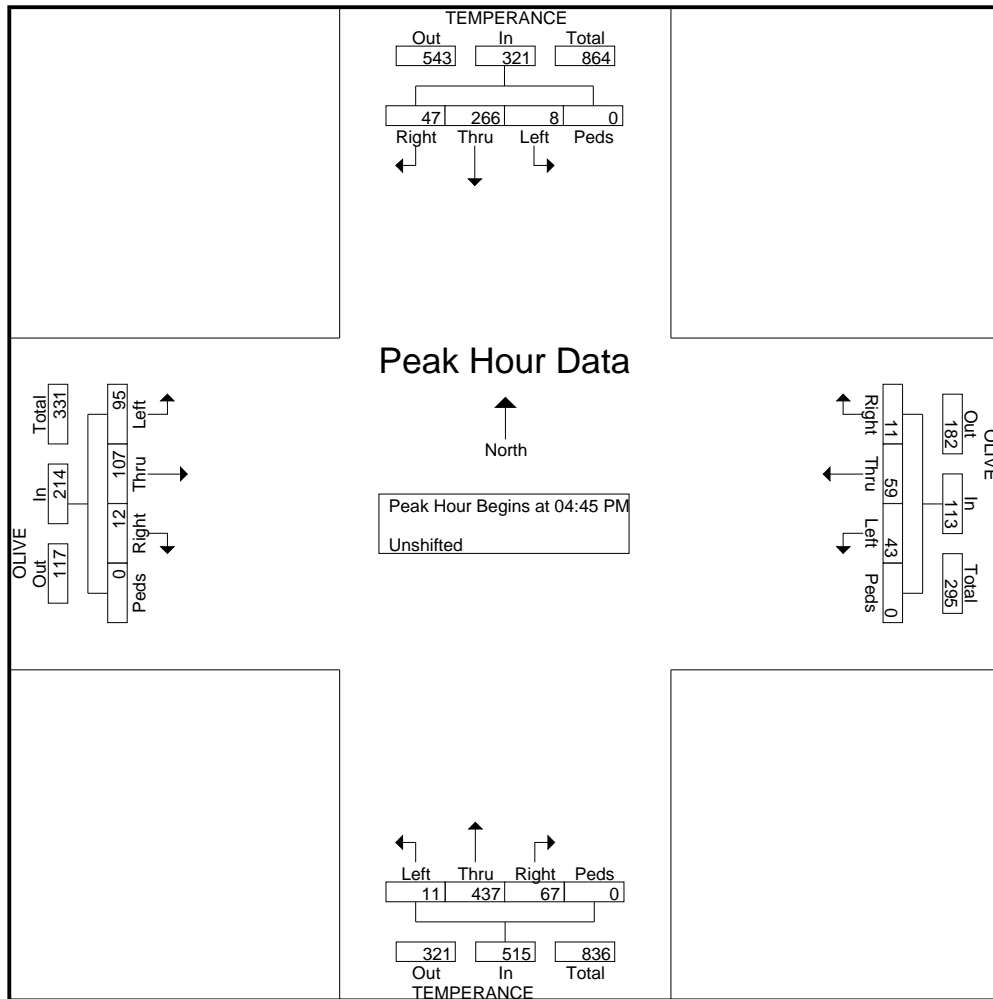 TEMPERANCE
Out In Total
543 321 864
47 266 8 0
Right Thru Left Peds
Peak Hour Data
North
Peak Hour Begins at 04:45 PM
Unshifted
OLIVE
Total In Out
331 214 117
95 107 12 0
Left Thru Right Peds
OLIVE
Out In Total
182 113 295
11 59 43 0
Right Thru Left Peds
Left Thru Right Peds
11 437 67 0
321 515 836
Out In Total
TEMPERANCE